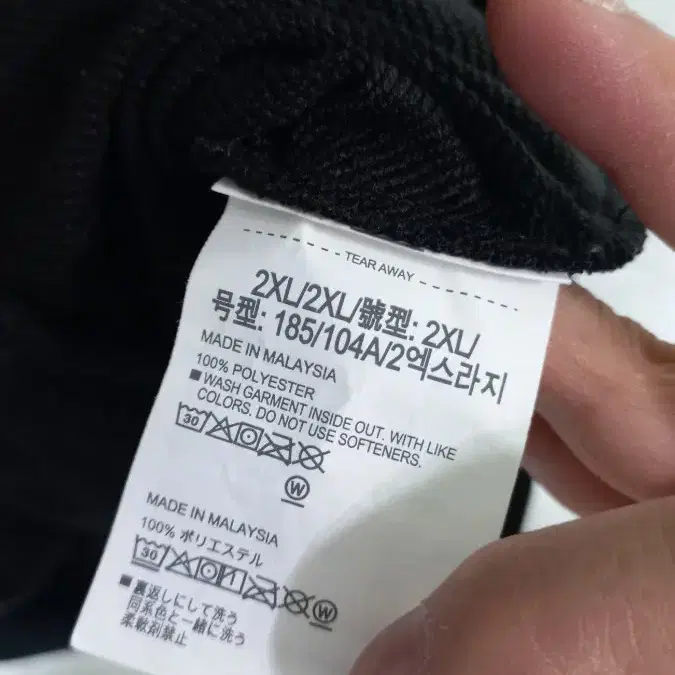 TEAR AWAY
2XL/2XL/號型: 2XL/
号型: 185/104A/2엑스라지
MADE IN MALAYSIA
100% POLYESTER
■ WASH GARMENT INSIDE OUT. WITH LIKE
COLORS. DO NOT USE SOFTENERS.
30
W
MADE IN MALAYSIA
100% ポリエステル
30 W
■ 裏返しにして洗う
同系色と一緒に洗う
柔軟剤禁止